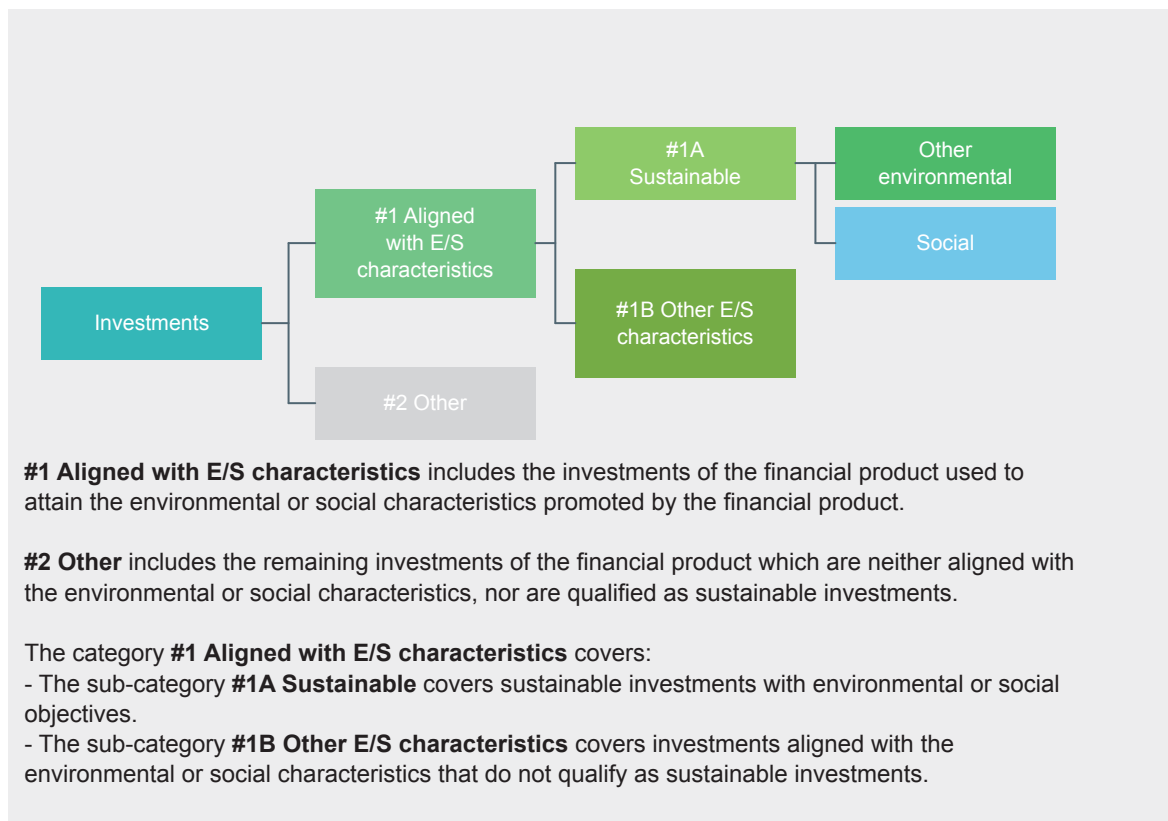 #1A
Sustainable
Other
environmental
#1 Aligned
with E/S
characteristics
Social
Investments
#1B Other E/S
characteristics
#2 Other
#1 Aligned with E/S characteristics includes the investments of the financial product used to
attain the environmental or social characteristics promoted by the financial product.
#2 Other includes the remaining investments of the financial product which are neither aligned with
the environmental or social characteristics, nor are qualified as sustainable investments.
The category #1 Aligned with E/S characteristics covers:
- The sub-category #1A Sustainable covers sustainable investments with environmental or social
objectives.
- The sub-category #1B Other E/S characteristics covers investments aligned with the
environmental or social characteristics that do not qualify as sustainable investments.